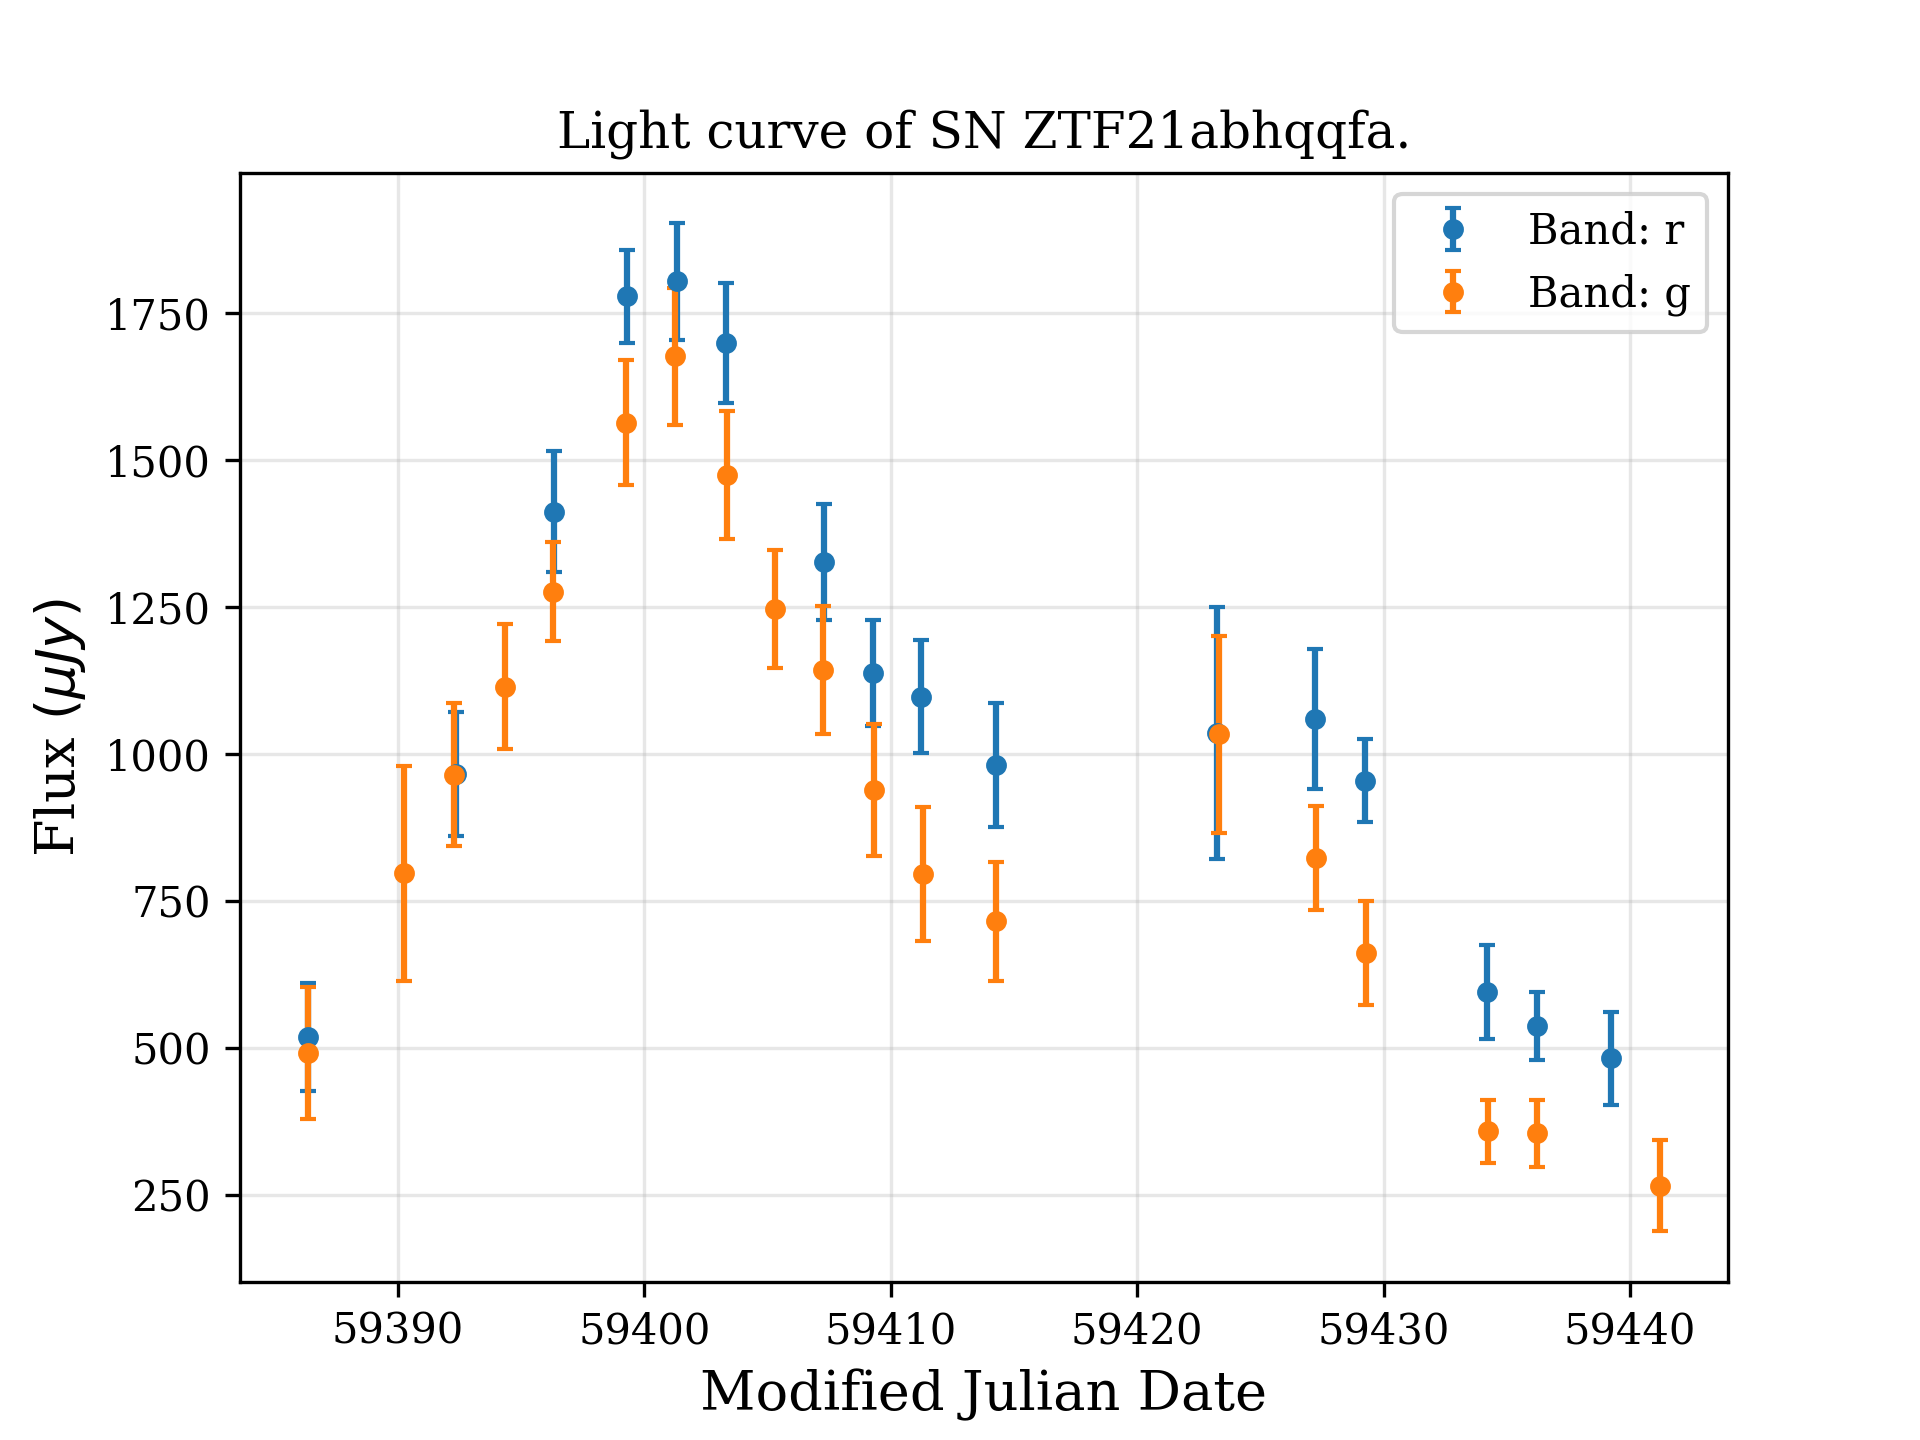 Light curve of SN ZTF21abhqqfa.
Band: r
Band: g
1750
1500
1250
1000
750
500
250
Flux (μJy)
59390 59400 59410 59420 59430 59440
Modified Julian Date